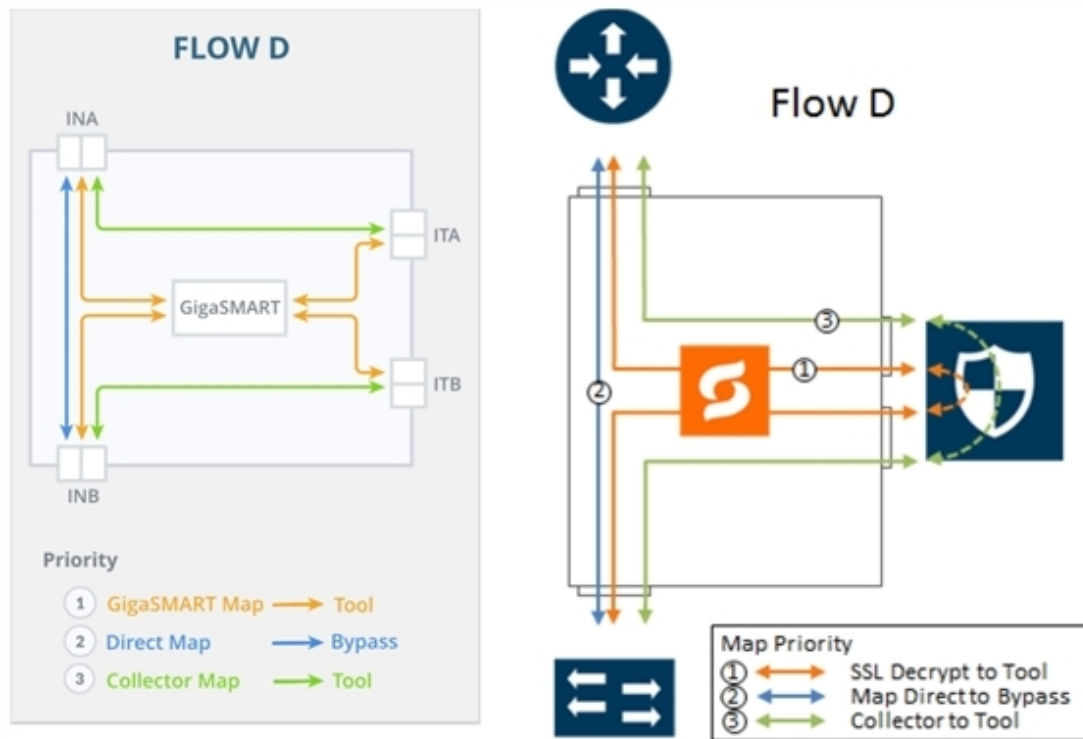 FLOW D
INA
ITA
GigaSMART
ITB
INB
Priority
1 GigaSMART Map Tool
2 Direct Map Bypass
3 Collector Map Tool
Flow D
3
1
2
Map Priority
1 SSL Decrypt to Tool
2 Map Direct to Bypass
3 Collector to Tool